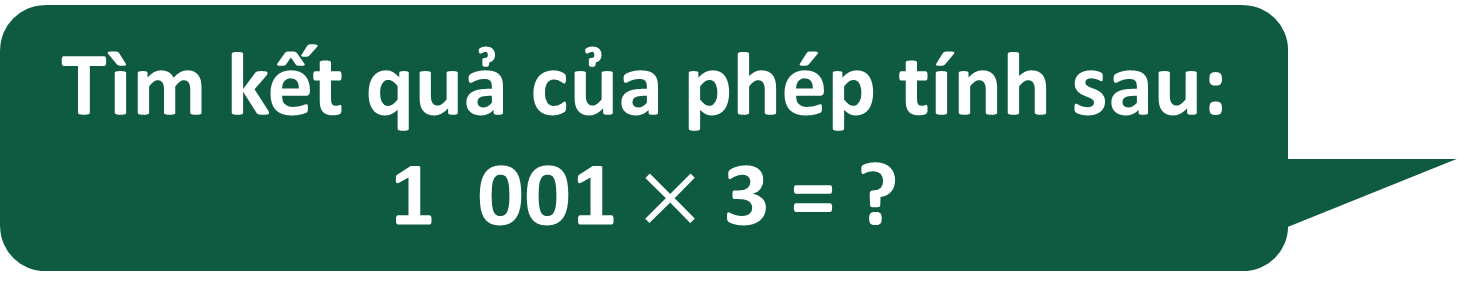 Tìm kết quả của phép tính sau:
1 001 × 3 = ?